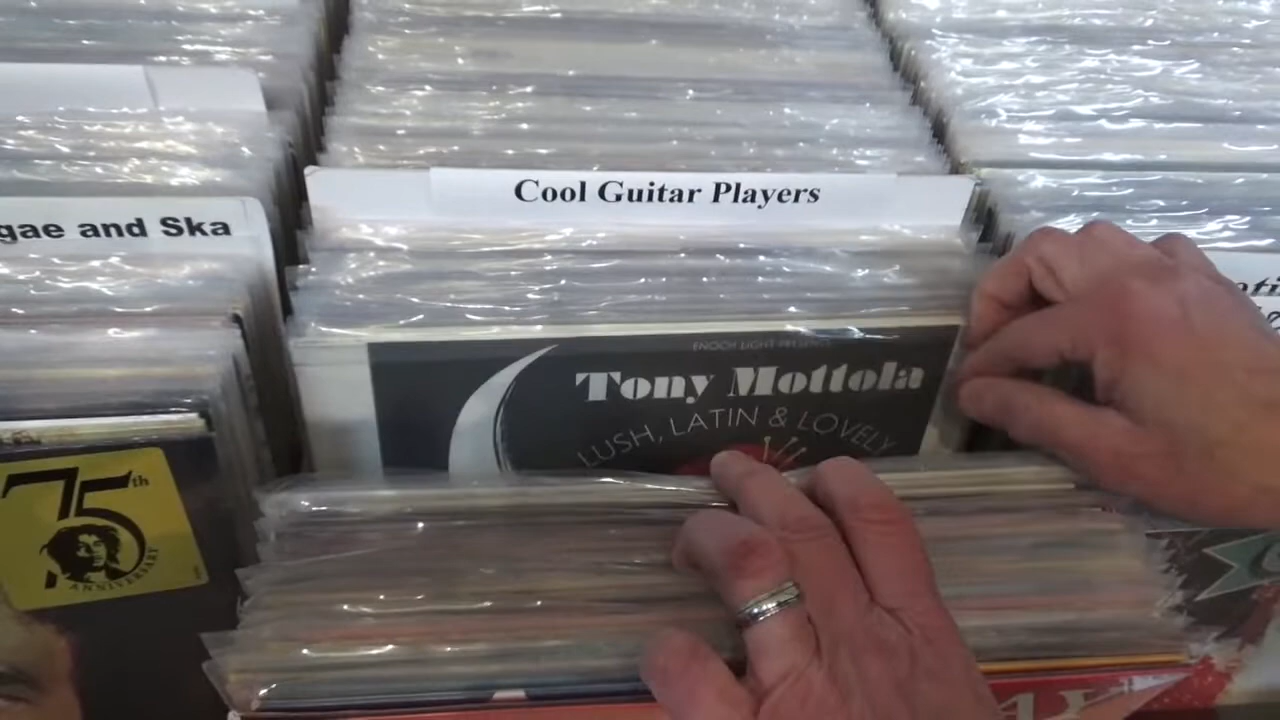 Cool Guitar Players
gae and Ska
ENOCH LIGHT PRESENTS
Tony Mottola
LUSH, LATIN & LOVELY
75th
ANNIVERSARY